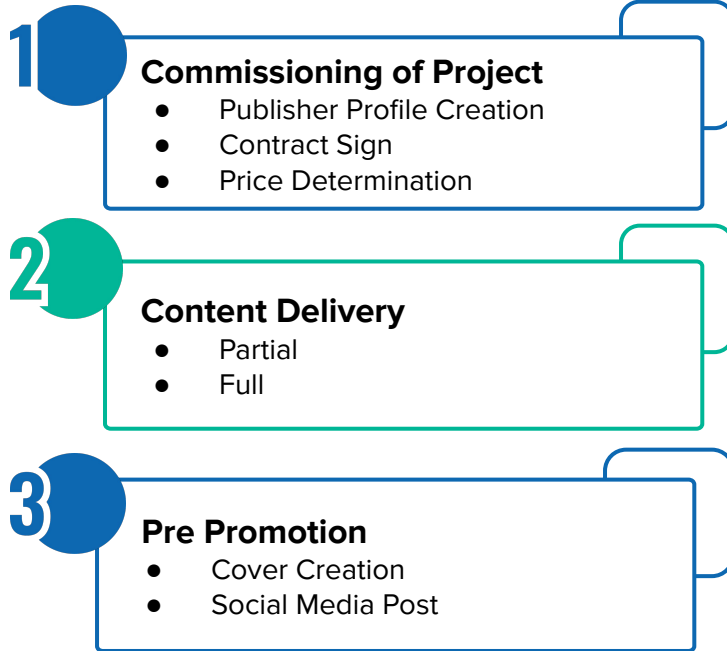 1
Commissioning of Project
● Publisher Profile Creation
● Contract Sign
● Price Determination
2
Content Delivery
● Partial
● Full
3
Pre Promotion
● Cover Creation
● Social Media Post